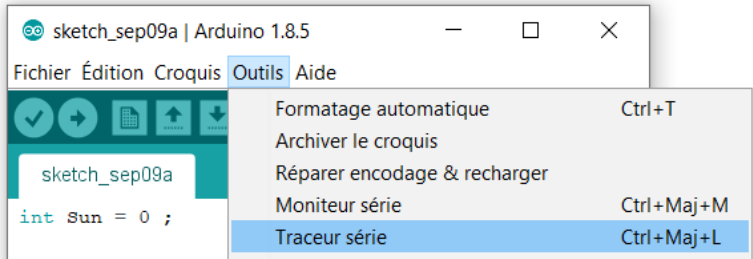 sketch_sep09a | Arduino 1.8.5
Fichier Édition Croquis Outils Aide
Formatage automatique Ctrl+T
Archiver le croquis
sketch_sep09a
Réparer encodage & recharger
int Sun = 0 ;
Moniteur série Ctrl+Maj+M
Traceur série Ctrl+Maj+L